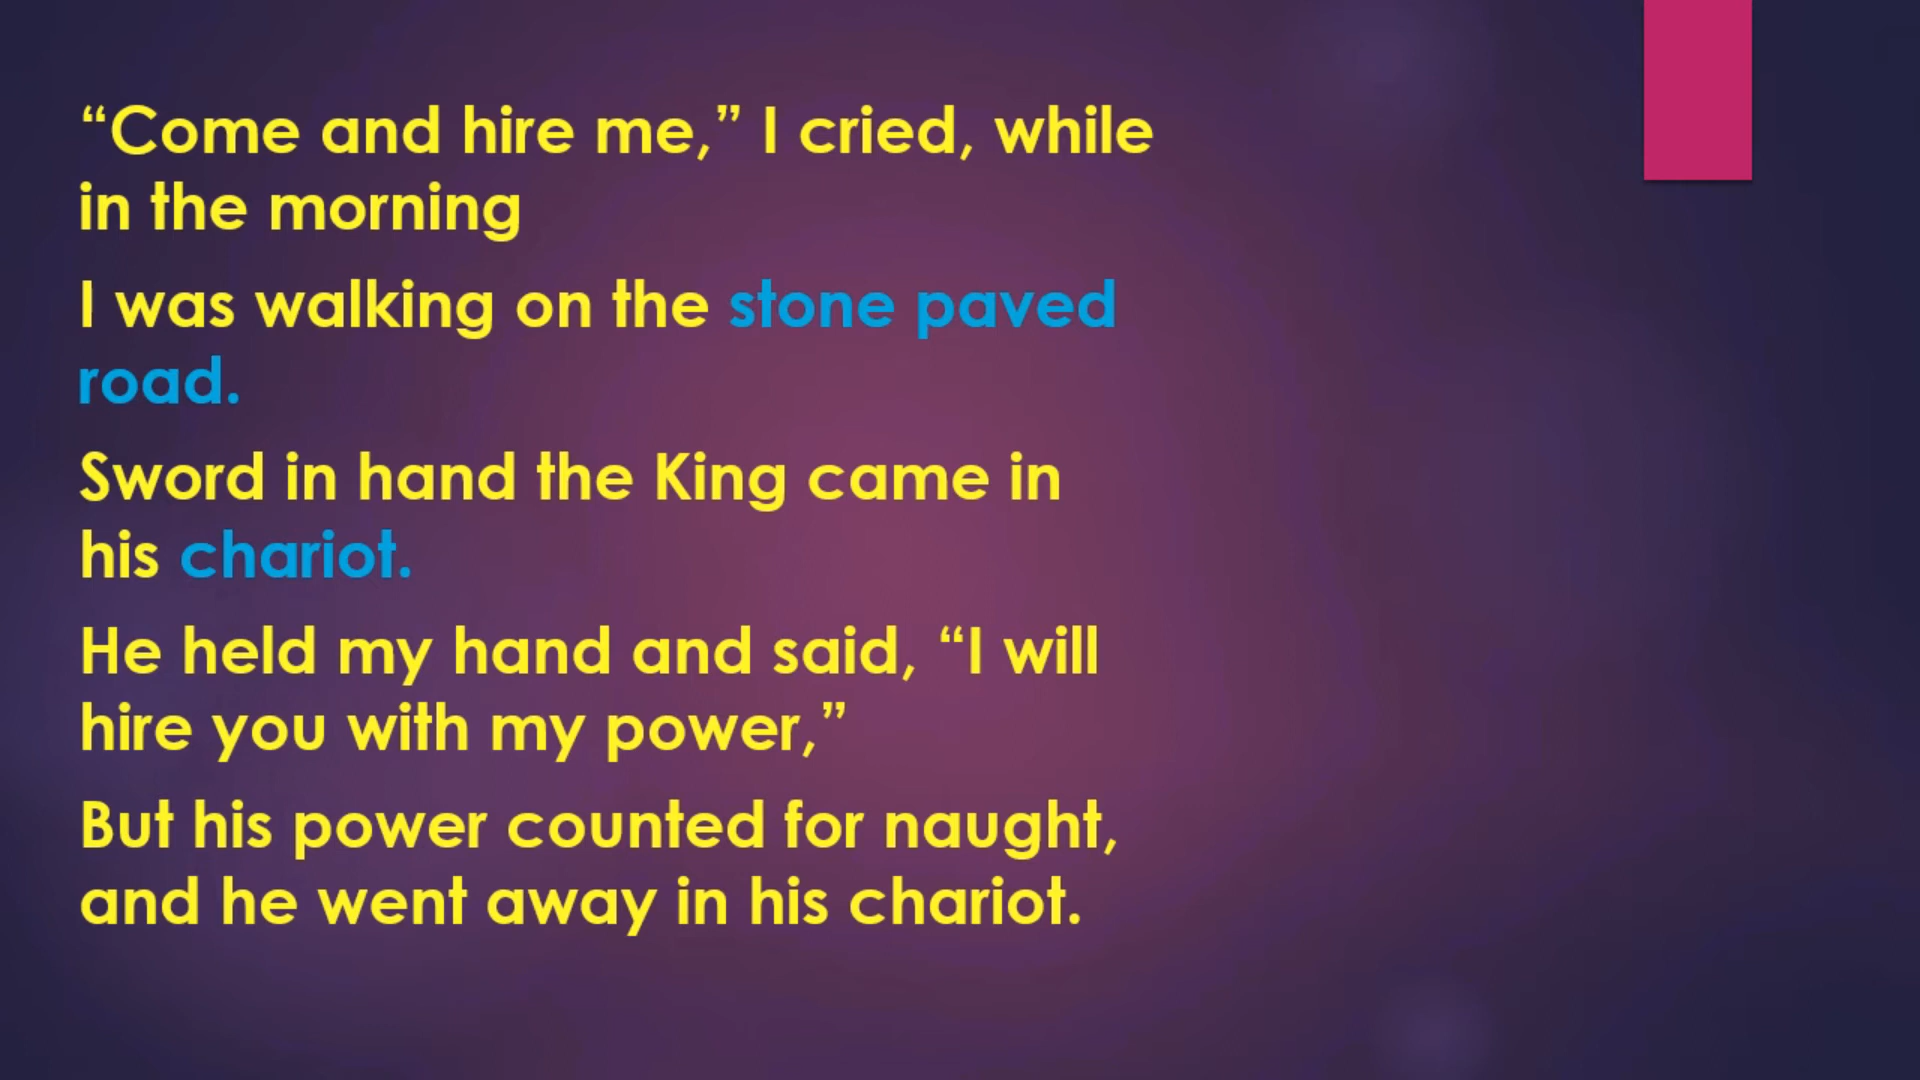 “Come and hire me,” I cried, while
in the morning
I was walking on the stone paved
road.
Sword in hand the King came in
his chariot.
He held my hand and said, “I will
hire you with my power,”
But his power counted for naught,
and he went away in his chariot.